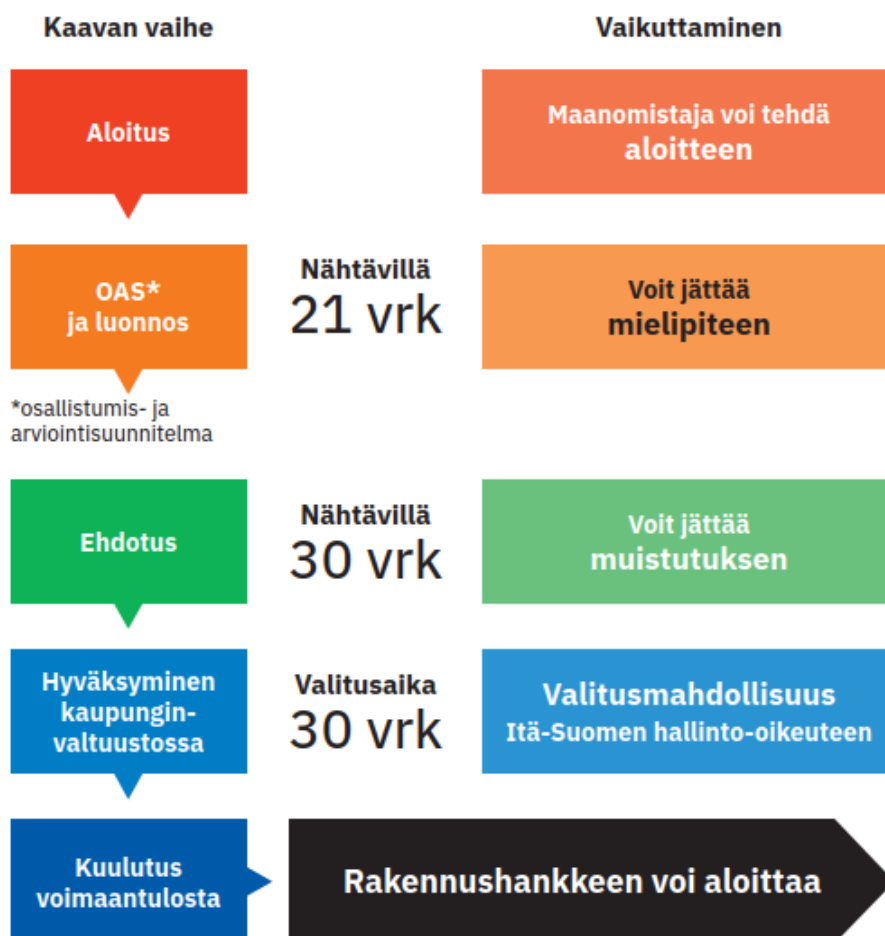 Kaavan vaihe
Vaikuttaminen
Aloitus
Maanomistaja voi tehdä
aloitteen
OAS*
ja luonnos
Nähtävillä
21 vrk
Voit jättää
mielipiteen
*osallistumis- ja
arviointisuunnitelma
Ehdotus
Nähtävillä
30 vrk
Voit jättää
muistutuksen
Hyväksyminen
kaupungin-
valtuustossa
Valitusaika
30 vrk
Valitusmahdollisuus
Itä-Suomen hallinto-oikeuteen
Kuulutus
voimaantulosta
Rakennushankkeen voi aloittaa